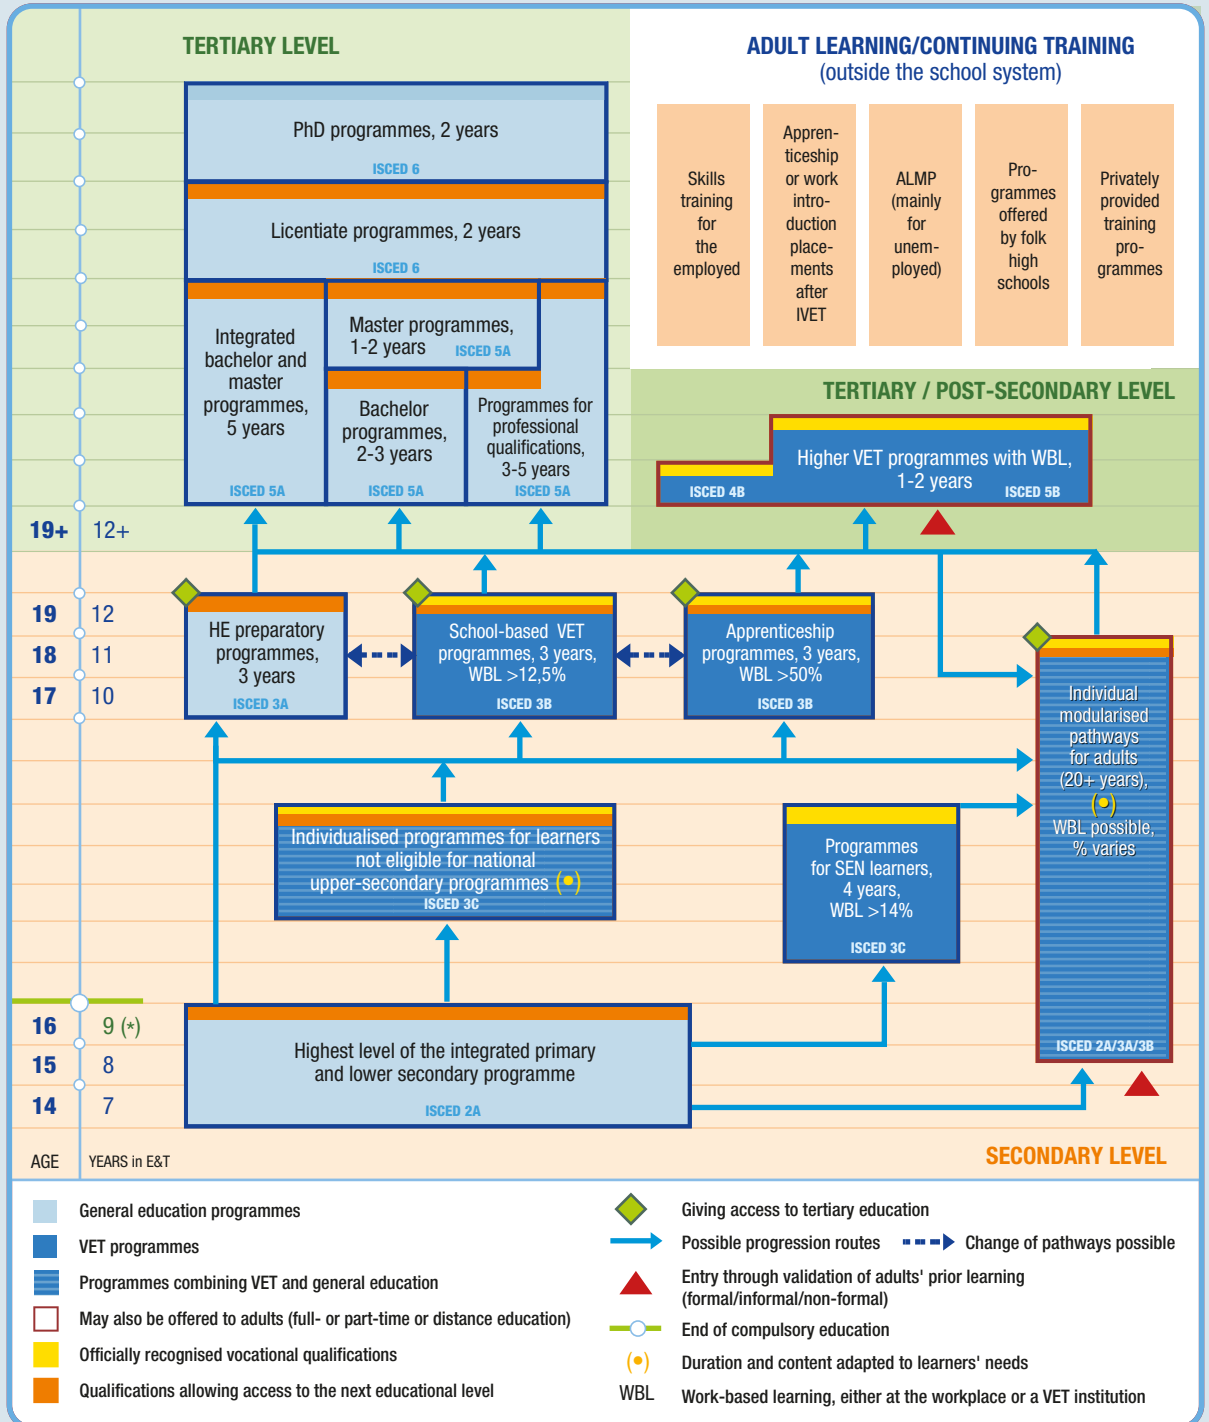 TERTIARY LEVEL
ADULT LEARNING/CONTINUING TRAINING
(outside the school system)
PhD programmes, 2 years
ISCED 6
Licentiate programmes, 2 years
ISCED 6
Integrated
bachelor and
master
programmes,
5 years
ISCED 5A
Master programmes,
1-2 years
ISCED 5A
Bachelor
programmes,
2-3 years
ISCED 5A
Programmes for
professional
qualifications,
3-5 years
ISCED 5A
Skills
training
for
the
employed
Appren-
ticeship
or work
intro-
duction
place-
ments
after
IVET
ALMP
(mainly
for
unem-
ployed)
Pro-
grammes
offered
by folk
high
schools
Privately
provided
training
pro-
grammes
TERTIARY / POST-SECONDARY LEVEL
Higher VET programmes with WBL,
1-2 years
ISCED 4B
ISCED 5B
19+ 12+
19 12
18 11
17 10
HE preparatory
programmes,
3 years
ISCED 3A
School-based VET
programmes, 3 years,
WBL >12,5%
ISCED 3B
Apprenticeship
programmes, 3 years,
WBL >50%
ISCED 3B
Individual
modularised
pathways
for adults
(20+ years),
(•)
WBL possible,
% varies
ISCED 2A/3A/3B
Individualised programmes for learners
not eligible for national
upper-secondary programmes (•)
ISCED 3C
Programmes
for SEN learners,
4 years,
WBL >14%
ISCED 3C
16 9 (*)
15 8
14 7
Highest level of the integrated primary
and lower secondary programme
ISCED 2A
AGE YEARS in E&T
SECONDARY LEVEL
General education programmes
VET programmes
Programmes combining VET and general education
May also be offered to adults (full- or part-time or distance education)
Officially recognised vocational qualifications
Qualifications allowing access to the next educational level
Giving access to tertiary education
Possible progression routes
Change of pathways possible
Entry through validation of adults' prior learning
(formal/informal/non-formal)
End of compulsory education
(•) Duration and content adapted to learners' needs
WBL Work-based learning, either at the workplace or a VET institution